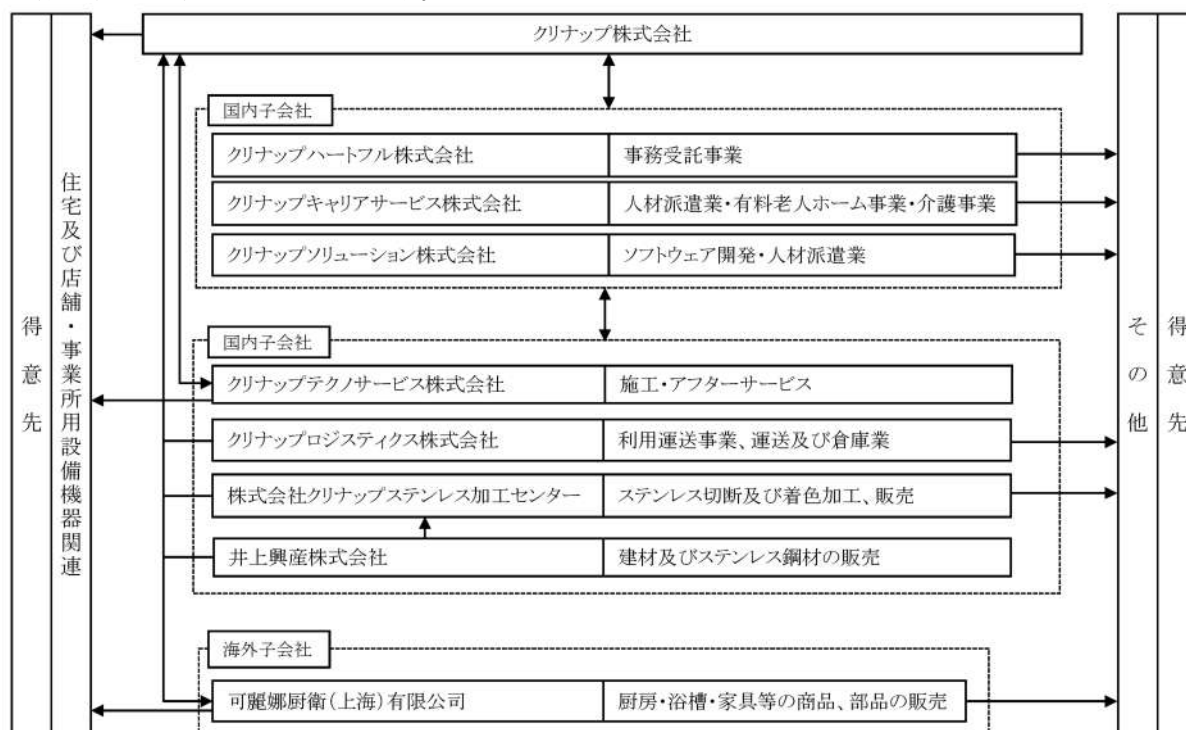 クリナップ株式会社
国内子会社
クリナップハートフル株式会社 事務受託事業
クリナップキャリアサービス株式会社 人材派遣業・有料老人ホーム事業・介護事業
クリナップソリューション株式会社 ソフトウェア開発・人材派遣業
国内子会社
クリナップテクノサービス株式会社 施工・アフターサービス
クリナップロジスティクス株式会社 利用運送事業、運送及び倉庫業
株式会社クリナップステンレス加工センター ステンレス切断及び着色加工、販売
井上興産株式会社 建材及びステンレス鋼材の販売
海外子会社
可麗娜厨衛(上海)有限公司 厨房・浴槽・家具等の商品、部品の販売
得意先
住宅及び店舗・事業所用設備機器関連
その他
得意先